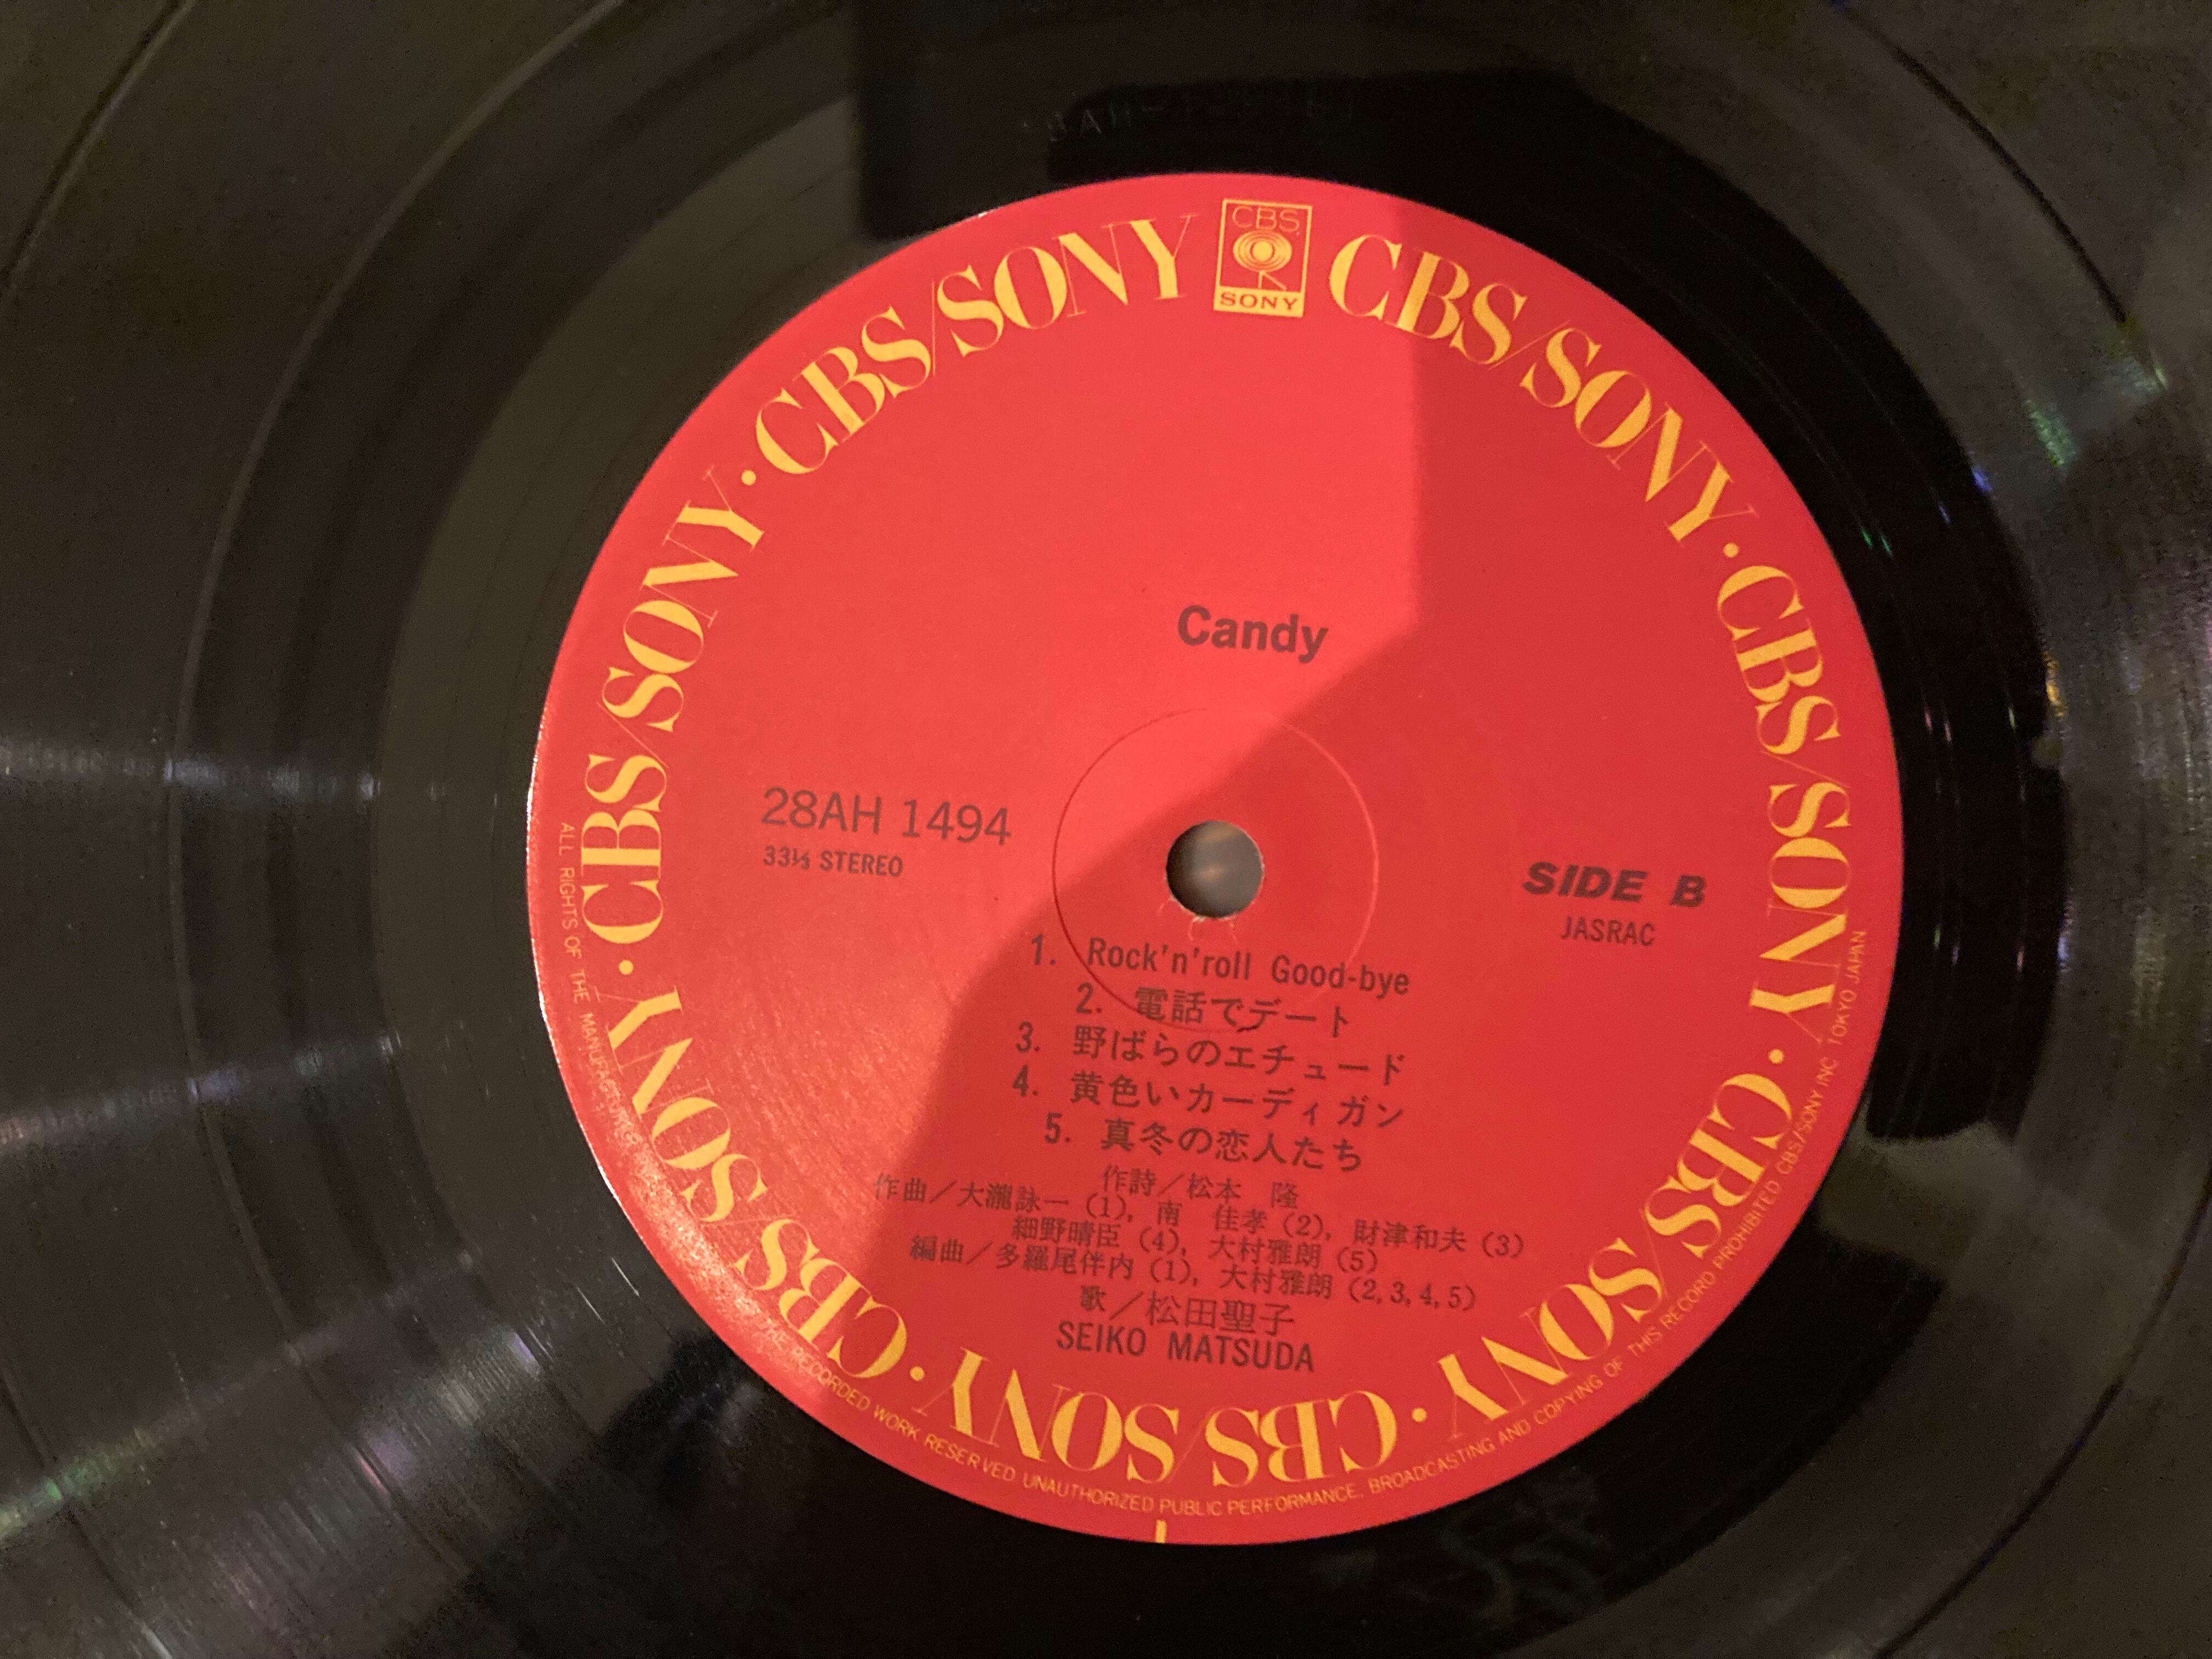 CBS
SONY
CBS/SONY · CBS/SONY · CBS/SONY · CBS/SONY · CBS/SONY · CBS/SONY · CBS/SONY · CBS/SONY
Candy
28AH 1494
33⅓ STEREO
SIDE B
JASRAC
1. Rock'n'roll Good-bye
2. 電話でデート
3. 野ばらのエチュード
4. 黄色いカーディガン
5. 真冬の恋人たち
作詩／松本 隆
作曲／大瀧詠一 (1), 南 佳孝 (2), 財津和夫 (3)
細野晴臣 (4), 大村雅朗 (5)
編曲／多羅尾伴内 (1), 大村雅朗 (2,3,4,5)
歌／松田聖子
SEIKO MATSUDA
ALL RIGHTS OF THE MANUFACTURER RECORDED WORK RESERVED UNAUTHORIZED PUBLIC PERFORMANCE, BROADCASTING AND COPYING OF THIS RECORD PROHIBITED CBS/SONY INC TOKYO JAPAN